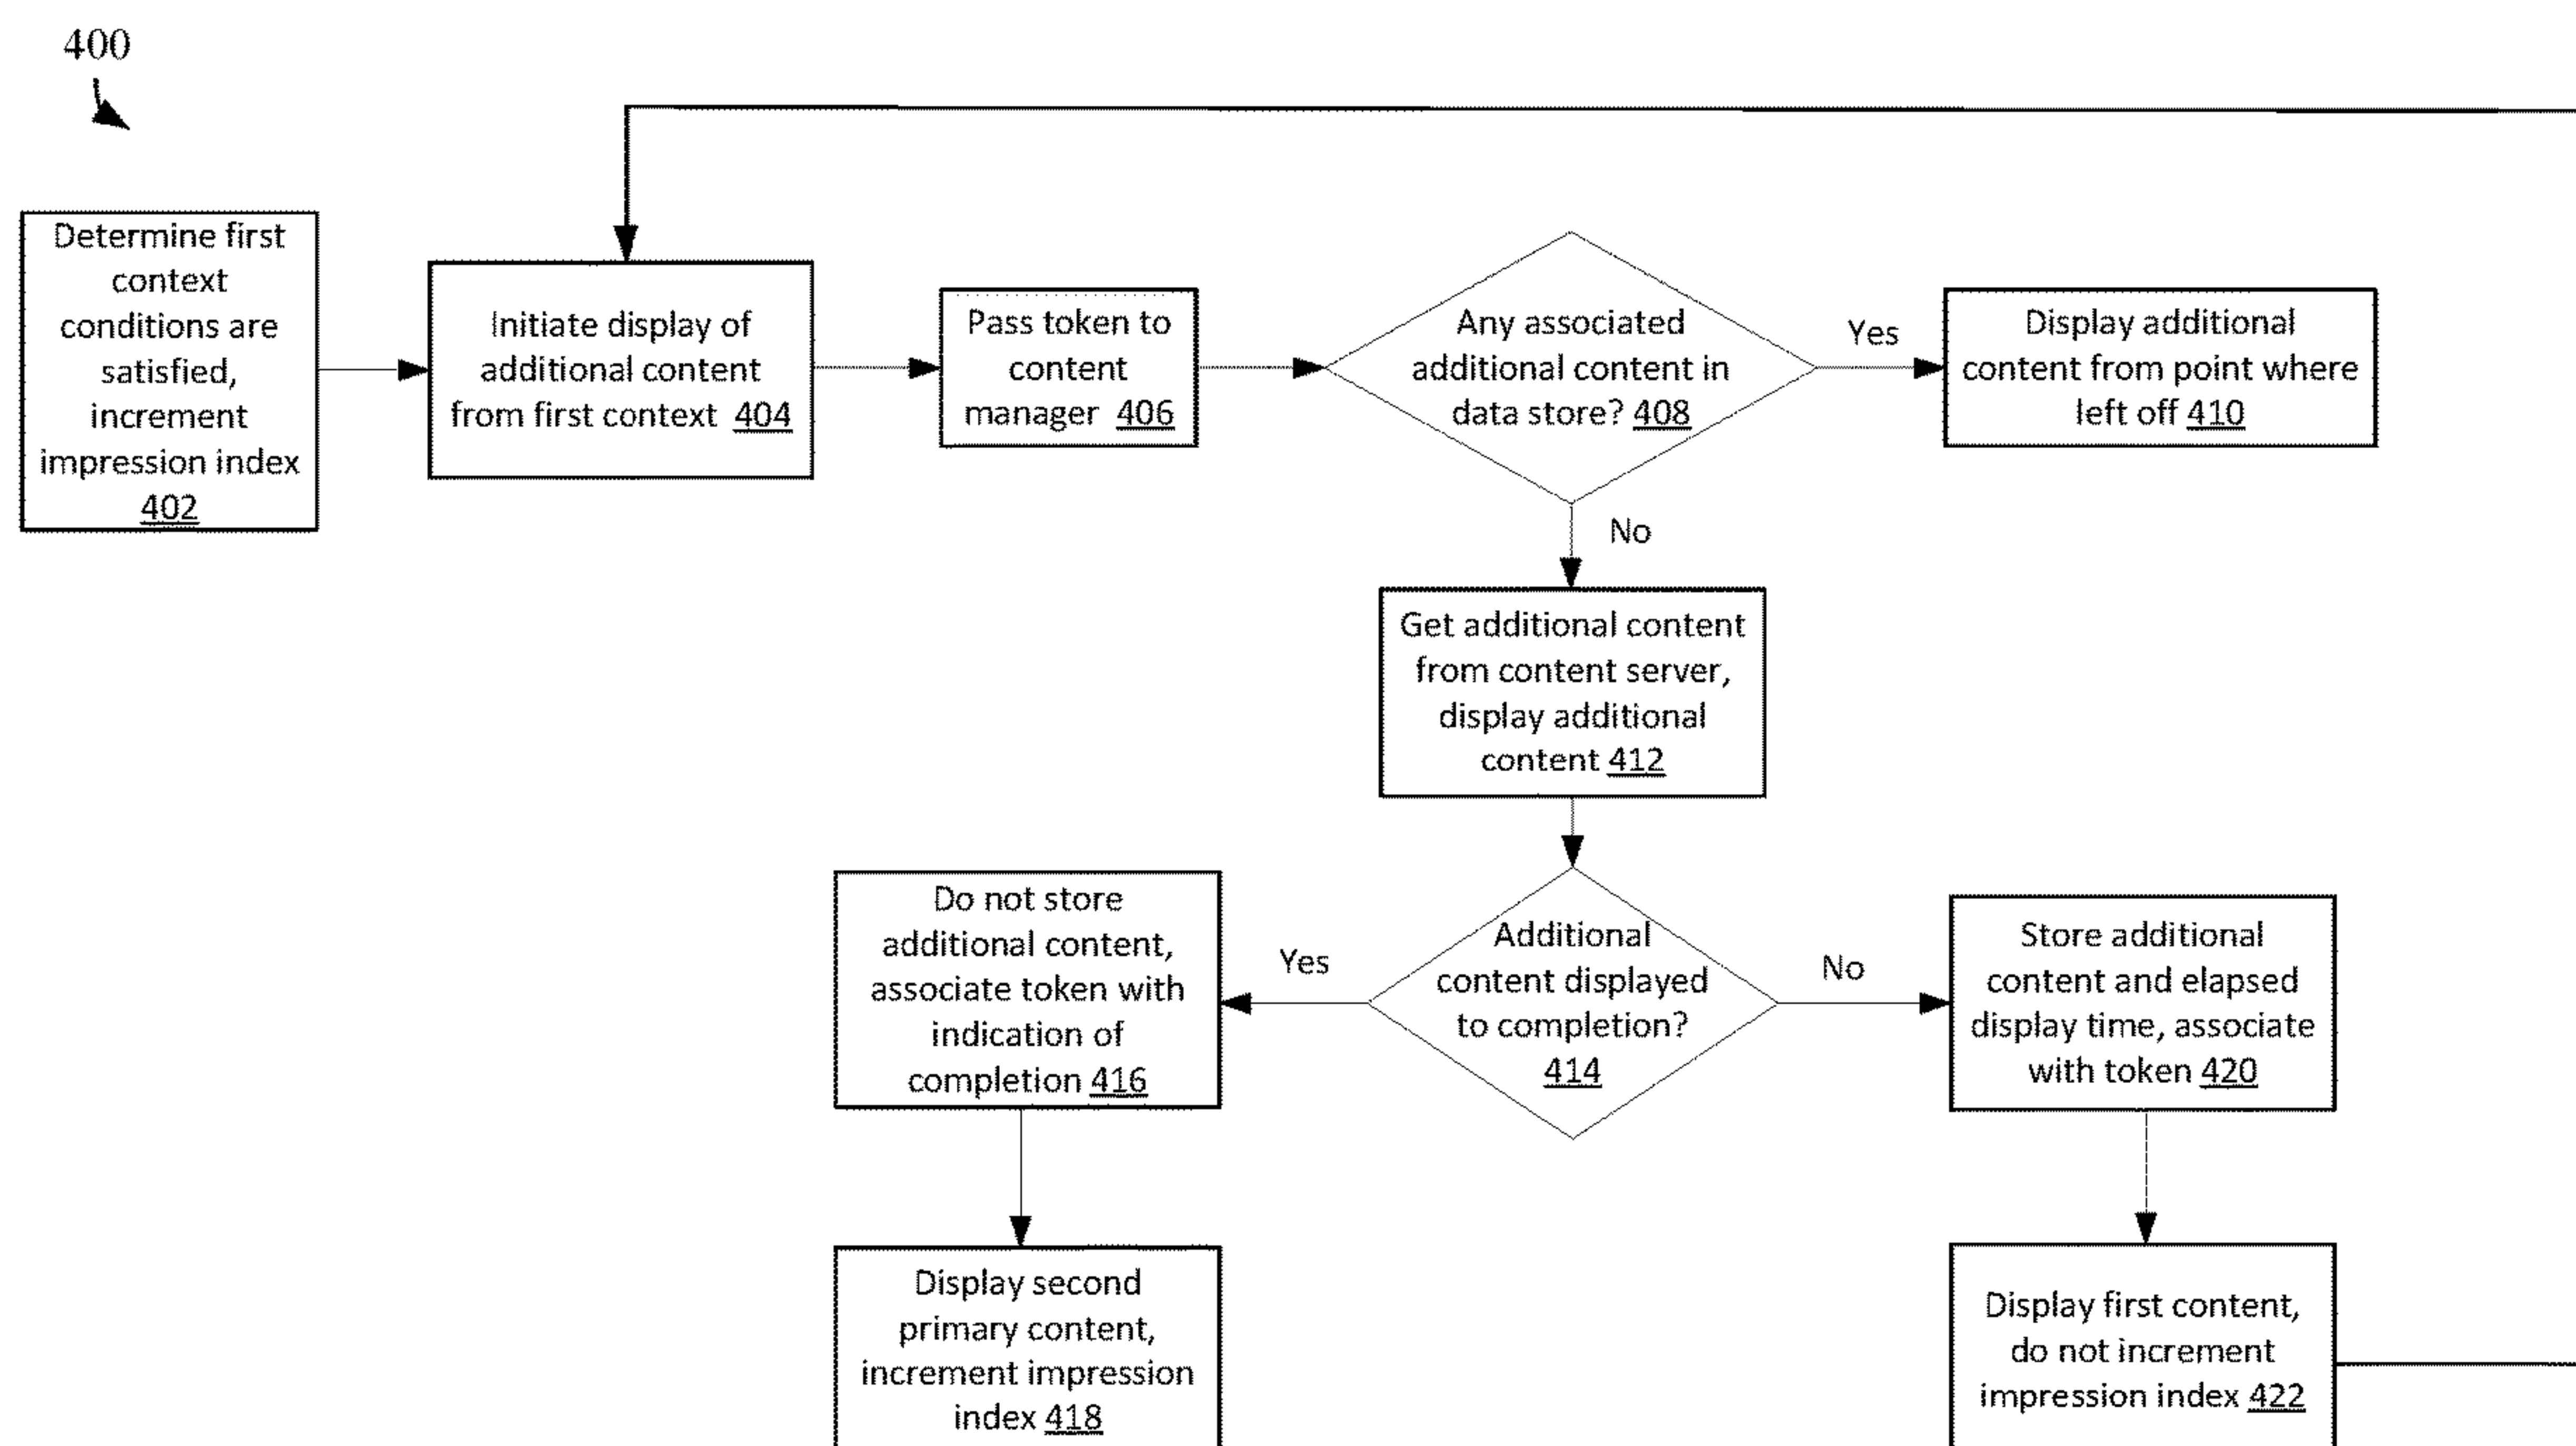 400
Determine first
context
conditions are
satisfied,
increment
impression index
402
Initiate display of
additional content
from first context 404
Pass token to
content
manager 406
Any associated
additional content in
data store? 408
Yes
Display additional
content from point where
left off 410
No
Get additional content
from content server,
display additional
content 412
Do not store
additional content,
associate token with
indication of
completion 416
Yes
Additional
content displayed
to completion?
414
No
Store additional
content and elapsed
display time, associate
with token 420
Display second
primary content,
increment impression
index 418
Display first content,
do not increment
impression index 422